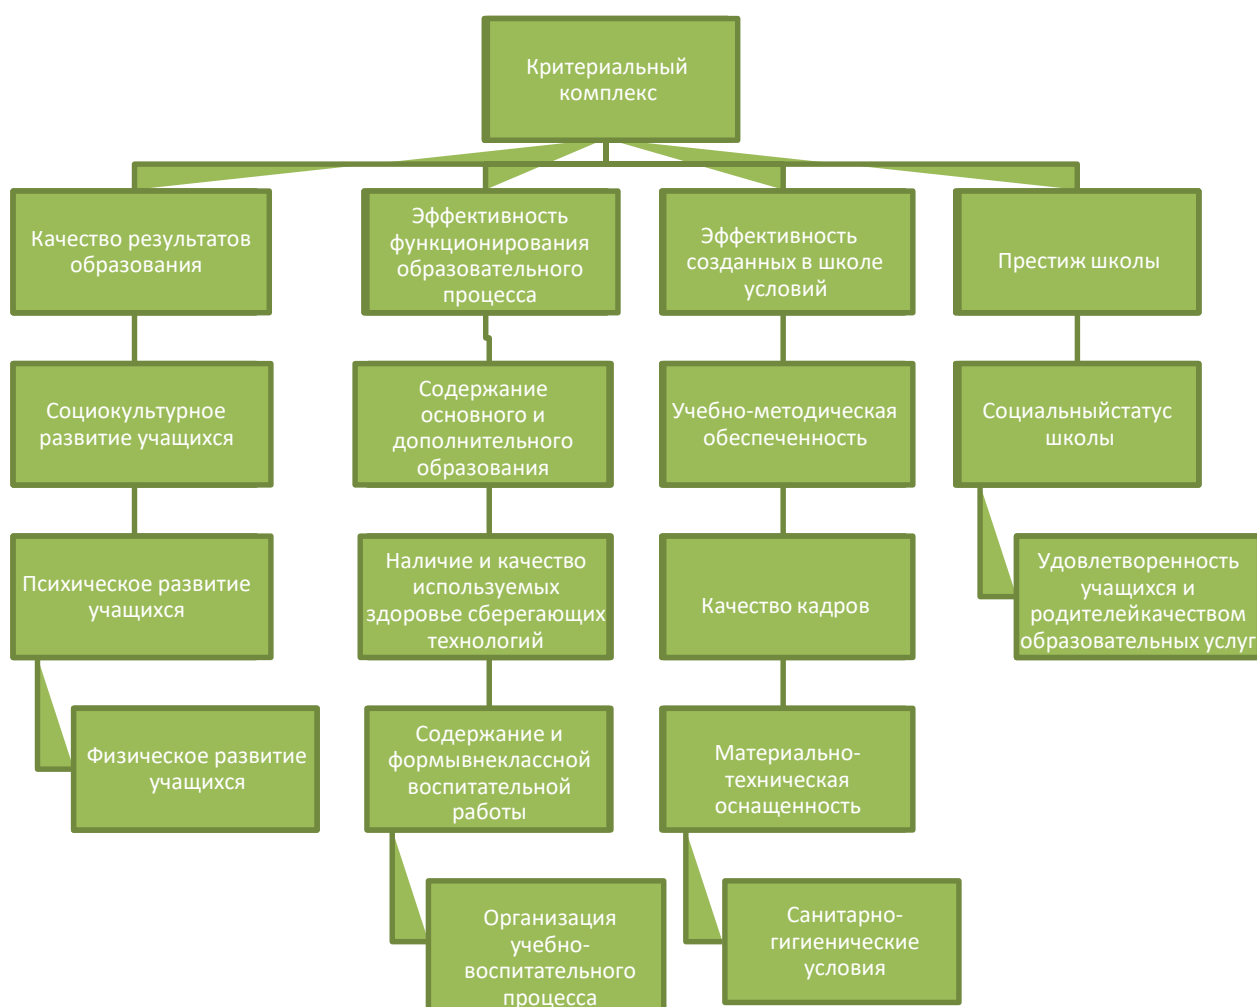 Критериальный
комплекс
Качество результатов
образования
Эффективность
функционирования
образовательного
процесса
Эффективность
созданных в школе
условий
Престиж школы
Социокультурное
развитие учащихся
Содержание
основного и
дополнительного
образования
Учебно-методическая
обеспеченность
Социальныйстатус
школы
Психическое развитие
учащихся
Наличие и качество
используемых
здоровье сберегающих
технологий
Качество кадров
Удовлетворенность
учащихся и
родителейкачеством
образовательных услуг
Физическое развитие
учащихся
Содержание и
формывнеклассной
воспитательной
работы
Материально-
техническая
оснащенность
Организация
учебно-
воспитательного
процесса
Санитарно-
гигиенические
условия